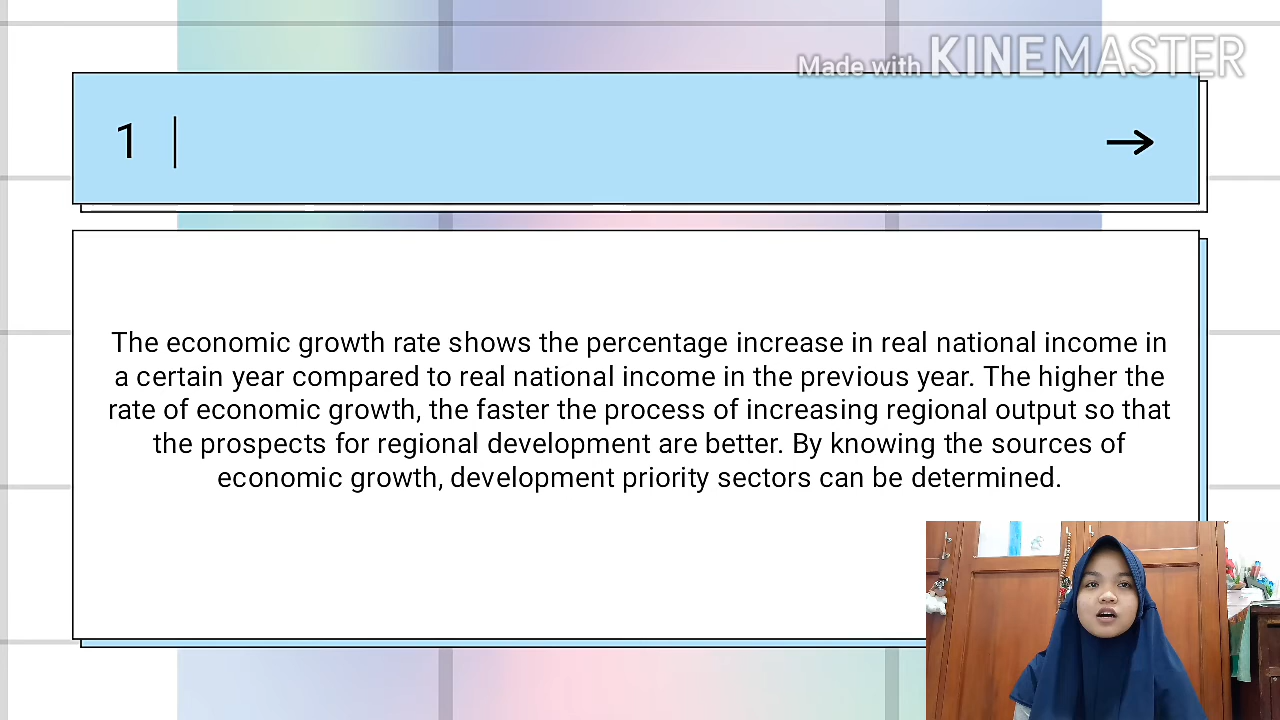 Made with KINEMASTER
1
The economic growth rate shows the percentage increase in real national income in
a certain year compared to real national income in the previous year. The higher the
rate of economic growth, the faster the process of increasing regional output so that
the prospects for regional development are better. By knowing the sources of
economic growth, development priority sectors can be determined.